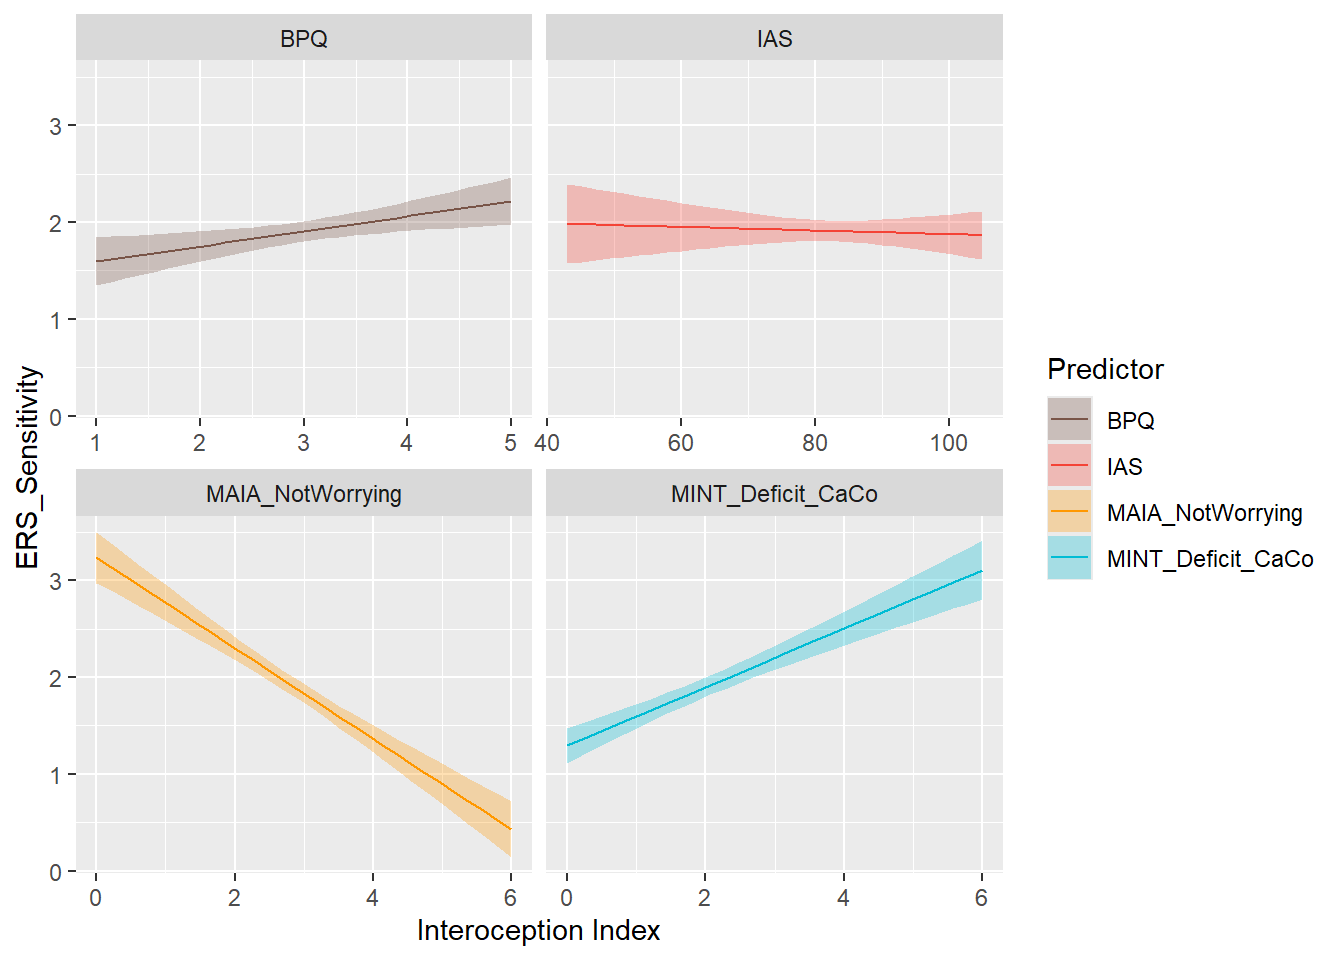 BPQ
IAS
3
2
1
0
1 2 3 4 5
40 60 80 100
ERS_Sensitivity
MAIA_NotWorrying
MINT_Deficit_CaCo
3
2
1
0
0 2 4 6
0 2 4 6
Interoception Index
Predictor
BPQ
IAS
MAIA_NotWorrying
MINT_Deficit_CaCo